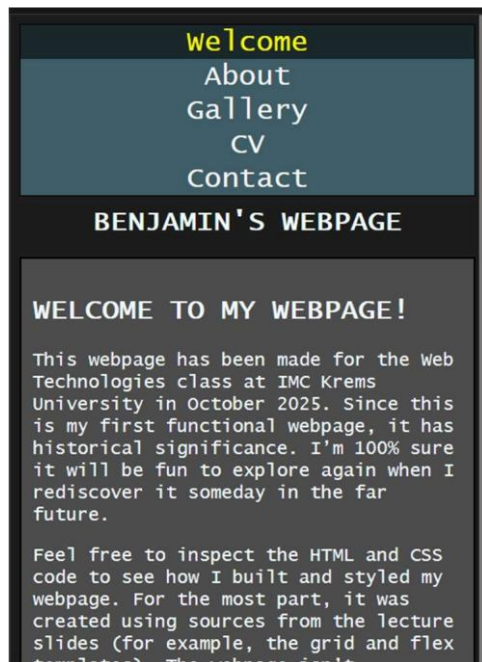 Welcome
About
Gallery
CV
Contact
BENJAMIN'S WEBPAGE
WELCOME TO MY WEBPAGE!
This webpage has been made for the Web
Technologies class at IMC Krems
University in October 2025. Since this
is my first functional webpage, it has
historical significance. I'm 100% sure
it will be fun to explore again when I
rediscover it someday in the far
future.
Feel free to inspect the HTML and CSS
code to see how I built and styled my
webpage. For the most part, it was
created using sources from the lecture
slides (for example, the grid and flex
templates). The webpage isn't